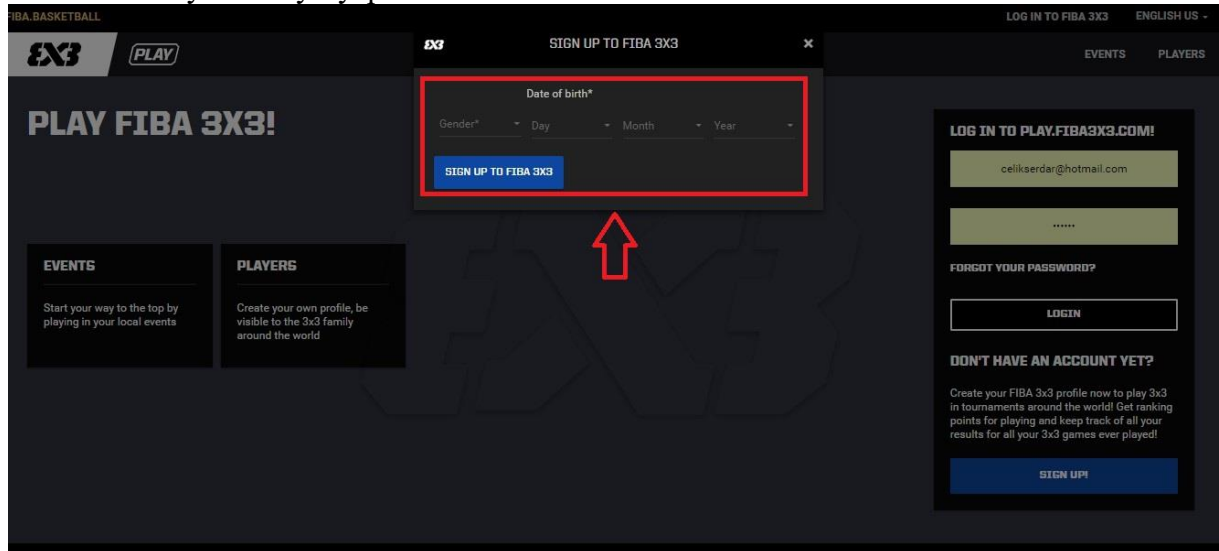 FIBA.BASKETBALL
LOG IN TO FIBA 3X3 ENGLISH US
3X3 PLAY
SIGN UP TO FIBA 3X3
EVENTS PLAYERS
Date of birth*
Gender* Day Month Year
SIGN UP TO FIBA 3X3
PLAY FIBA 3X3!
LOG IN TO PLAY.FIBA3X3.COM!
celikserdar@hotmail.com
······
FORGOT YOUR PASSWORD?
LOGIN
EVENTS
Start your way to the top by
playing in your local events
PLAYERS
Create your own profile, be
visible to the 3x3 family
around the world
DON'T HAVE AN ACCOUNT YET?
Create your FIBA 3x3 profile now to play 3x3
in tournaments around the world! Get ranking
points for playing and keep track of all your
results for all your 3x3 games ever played!
SIGN UP!
3X3